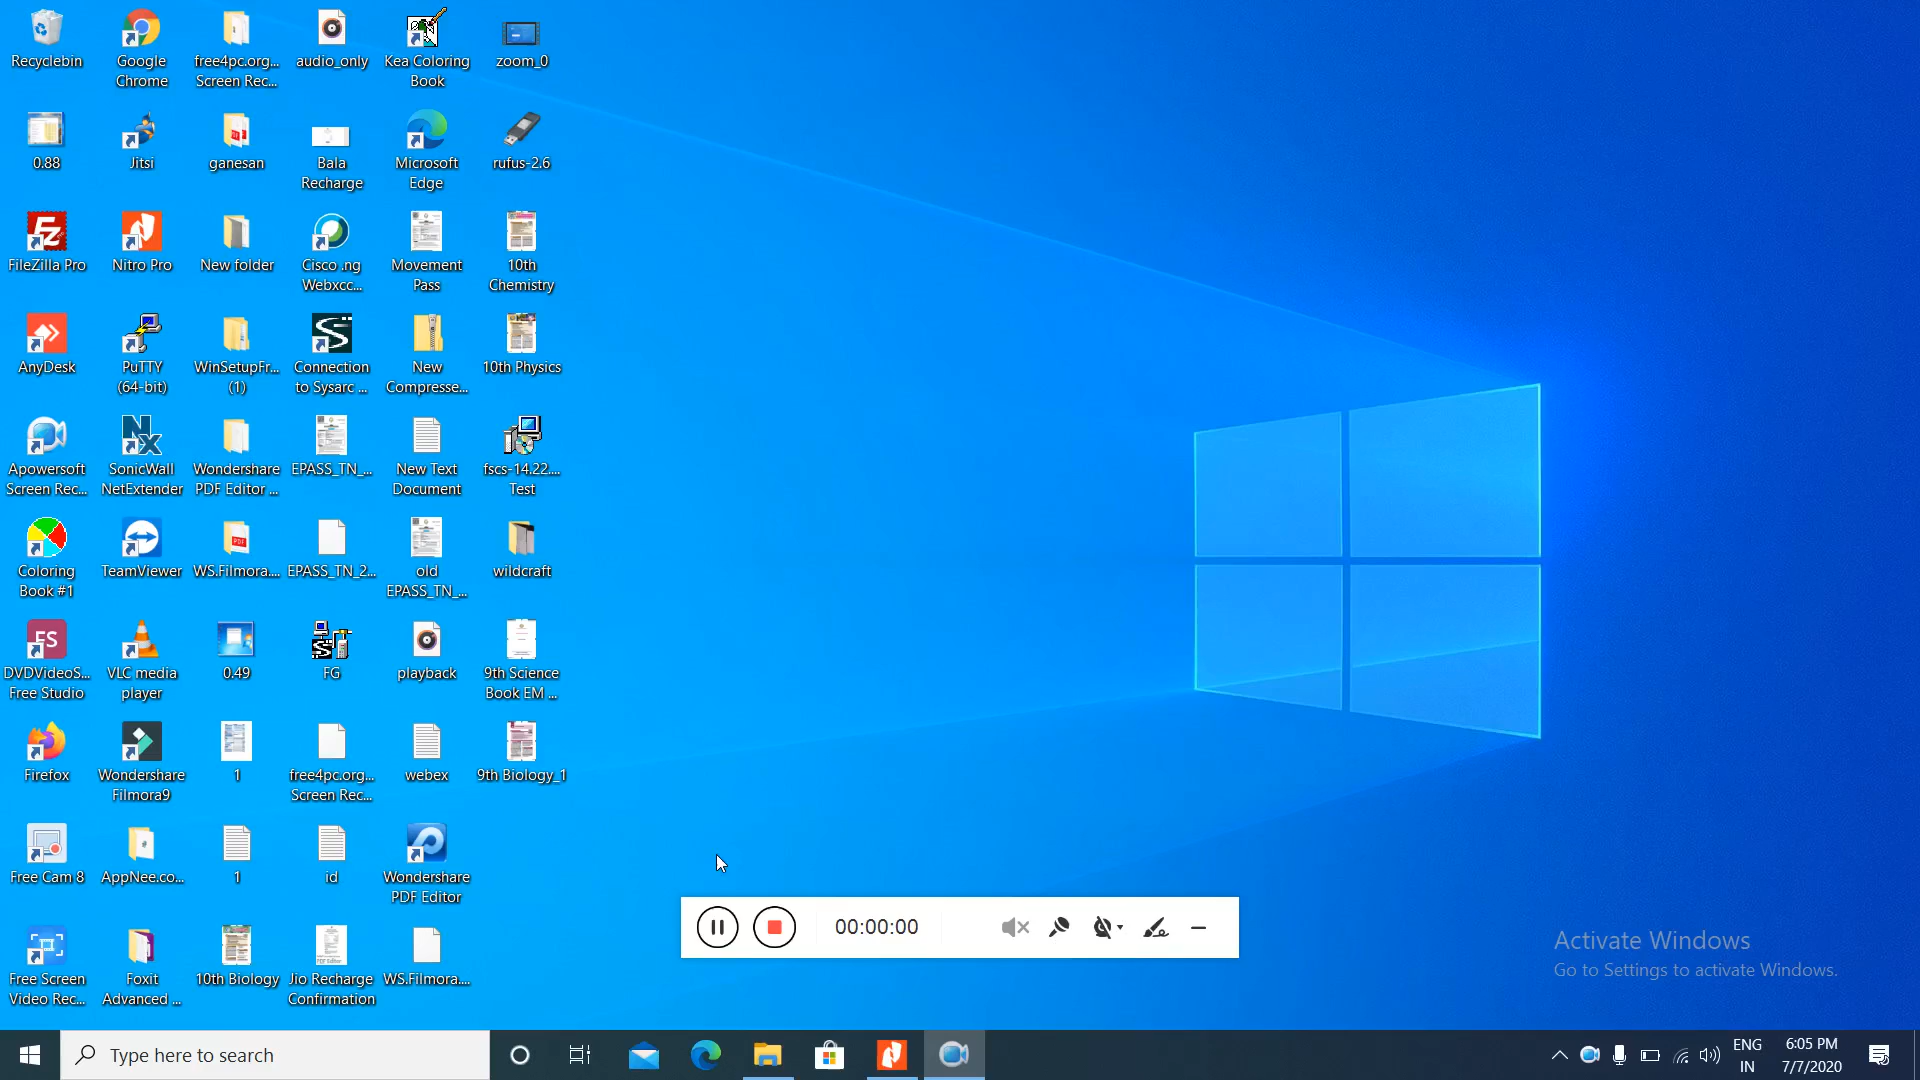 Recyclebin
Google
Chrome
free4pc.org...
Screen Rec...
audio_only
Kea Coloring
Book
zoom_0
0.88
Jitsi
ganesan
Bala
Recharge
Microsoft
Edge
rufus-2.6
FileZilla Pro
Nitro Pro
New folder
Cisco .ng
Webxcc...
Movement
Pass
10th
Chemistry
AnyDesk
PuTTY
(64-bit)
WinSetupFr...
(1)
Connection
to Sysarc ...
New
Compresse...
10th Physics
Apowersoft
Screen Rec...
SonicWall
NetExtender
Wondershare
PDF Editor ...
EPASS_TN_...
New Text
Document
fscs-14.22....
Test
Coloring
Book #1
TeamViewer
WS.Filmora....
EPASS_TN_2...
old
EPASS_TN_...
wildcraft
DVDVideoS...
Free Studio
VLC media
player
0.49
FG
playback
9th Science
Book EM ...
Firefox
Wondershare
Filmora9
1
free4pc.org...
Screen Rec...
webex
9th Biology_1
Free Cam 8
AppNee.co...
1
id
Wondershare
PDF Editor
Free Screen
Video Rec...
Foxit
Advanced ...
10th Biology
Jio Recharge
Confirmation
WS.Filmora....
00:00:00
Activate Windows
Go to Settings to activate Windows.
Type here to search
ENG
IN
6:05 PM
7/7/2020